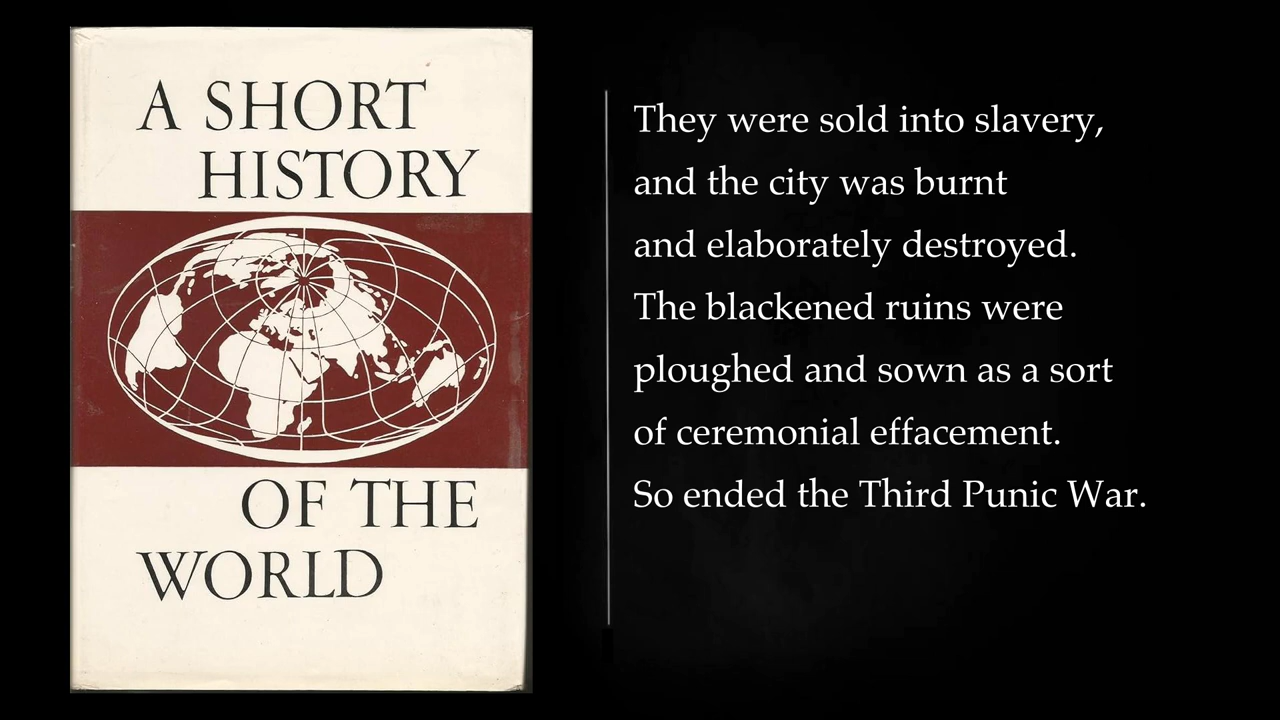 A SHORT
HISTORY
OF THE
WORLD
They were sold into slavery,
and the city was burnt
and elaborately destroyed.
The blackened ruins were
ploughed and sown as a sort
of ceremonial effacement.
So ended the Third Punic War.